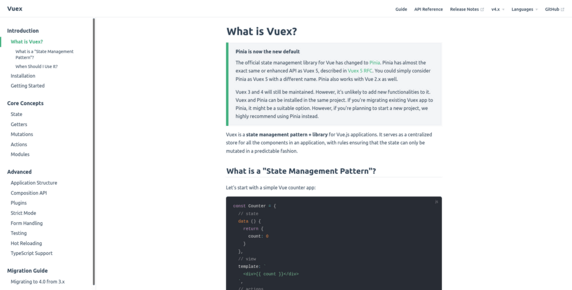 Vuex
Guide
API Reference
Release Notes
v4.x
Languages
GitHub
Introduction
What is Vuex?
What is a "State Management
Pattern"?
When Should I Use It?
Installation
Getting Started
Core Concepts
State
Getters
Mutations
Actions
Modules
Advanced
Application Structure
Composition API
Plugins
Strict Mode
Form Handling
Testing
Hot Reloading
TypeScript Support
Migration Guide
Migrating to 4.0 from 3.x
What is Vuex?
Pinia is now the new default
The official state management library for Vue has changed to Pinia. Pinia has almost the
exact same or enhanced API as Vuex 5, described in Vuex 5 RFC. You could simply consider
Pinia as Vuex 5 with a different name. Pinia also works with Vue 2.x as well.
Vuex 3 and 4 will still be maintained. However, it's unlikely to add new functionalities to it.
Vuex and Pinia can be installed in the same project. If you're migrating existing Vuex app to
Pinia, it might be a suitable option. However, if you're planning to start a new project, we
highly recommend using Pinia instead.
Vuex is a state management pattern + library for Vue.js applications. It serves as a centralized
store for all the components in an application, with rules ensuring that the state can only be
mutated in a predictable fashion.
What is a "State Management Pattern"?
Let's start with a simple Vue counter app:
const Counter = {
// state
data () {
return {
count: 0
}
},
// view
template: `
<div>{{ count }}</div>
`,
// actions